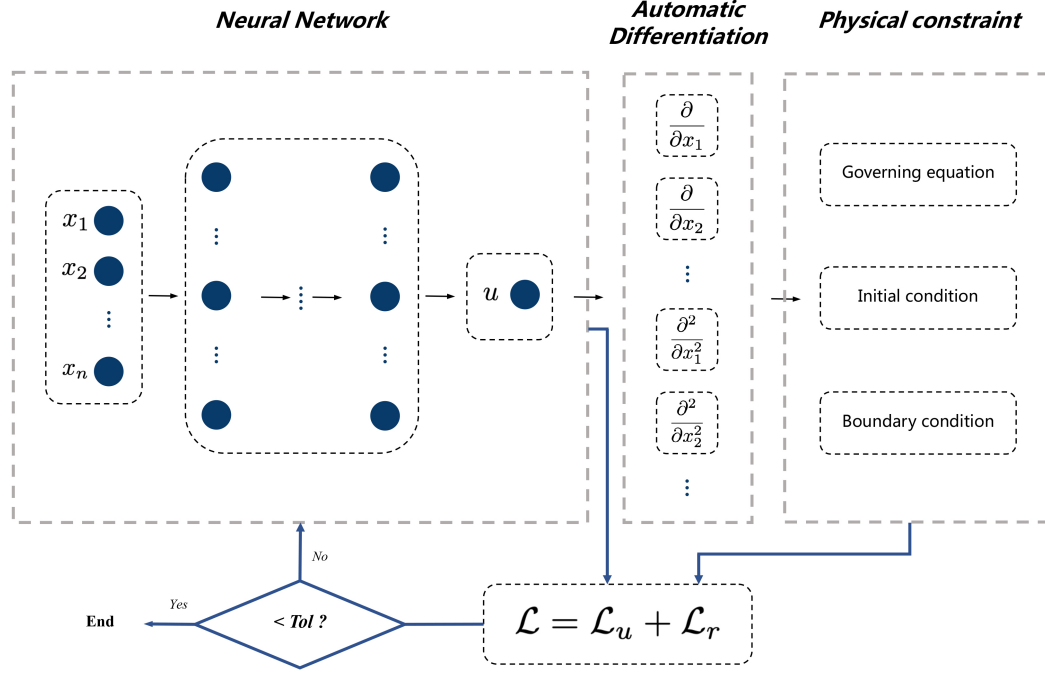 Neural Network
Automatic
Differentiation
Physical constraint
x₁
x₂
⋮
xₙ
⋮
⋮
⋮
⋮
⋮
u
∂/∂x₁
∂/∂x₂
⋮
∂²/∂x₁²
∂²/∂x₂²
⋮
Governing equation
Initial condition
Boundary condition
No
Yes
End
< Tol ?
ℒ = ℒᵤ + ℒᵣ